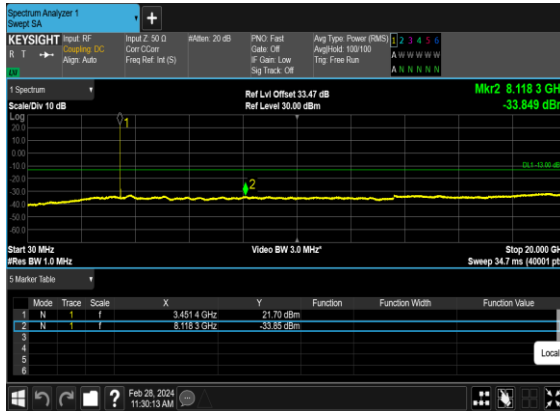 Spectrum Analyzer 1
Swept SA
+
KEYSIGHT Input: RF Input Z: 50 Ω #Atten: 20 dB PNO: Fast Avg Type: Power (RMS) 1 2 3 4 5 6
R T Coupling: DC Corr CCorr Gate: Off Avg|Hold: 100/100 A W W W W W
Align: Auto Freq Ref: Int (S) IF Gain: Low Trig: Free Run
Sig Track: Off A N N N N N
1 Spectrum Ref Lvl Offset 33.47 dB Mkr2 8.118 3 GHz
Scale/Div 10 dB Ref Level 30.00 dBm -33.849 dBm
Log
20.0
10.0
0.00
-10.0
DL1 -13.00 dB
-20.0
-30.0
-40.0
-50.0
-60.0
1
2
Start 30 MHz Video BW 3.0 MHz* Stop 20.000 GH
#Res BW 1.0 MHz Sweep 34.7 ms (40001 pts
5 Marker Table
Mode Trace Scale X Y Function Function Width Function Value
1 N 1 f 3.451 4 GHz 21.70 dBm
2 N 1 f 8.118 3 GHz -33.85 dBm
3
4
5
6
Local
? Feb 28, 2024
11:30:13 AM